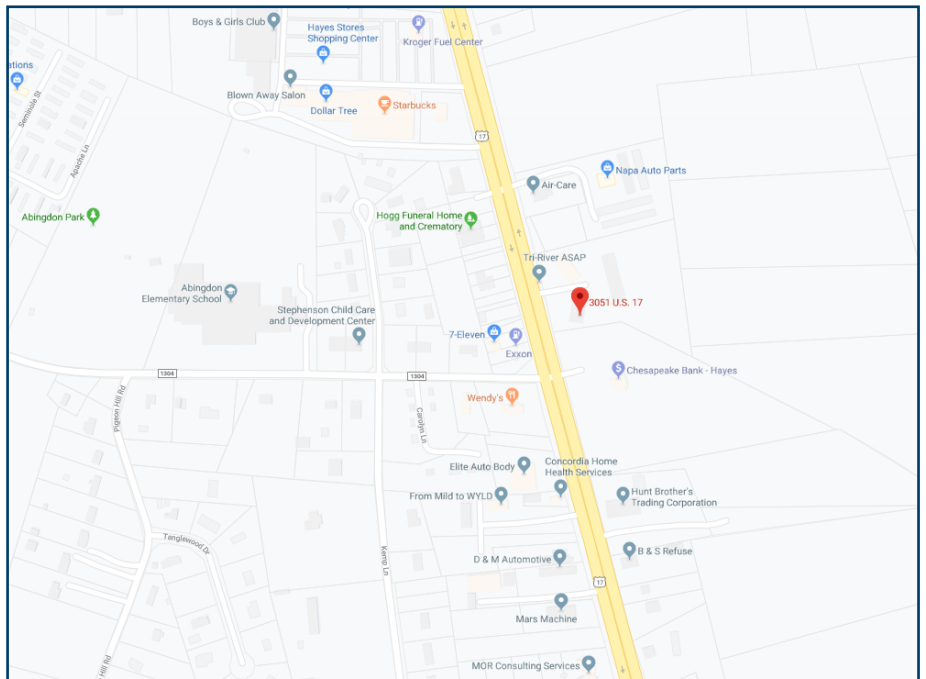 Boys & Girls Club
Hayes Stores
Shopping Center
Kroger Fuel Center
ations
Blown Away Salon
Dollar Tree
Starbucks
Seminole St
Apache Ln
17
Napa Auto Parts
Air-Care
Abingdon Park
Hogg Funeral Home
and Crematory
Tri-River ASAP
Abingdon
Elementary School
3051 U.S. 17
Stephenson Child Care
and Development Center
7-Eleven
Exxon
1304
1304
Chesapeake Bank - Hayes
Pigeon Hill Rd
Wendy's
Carolyn Ln
Elite Auto Body
Concordia Home
Health Services
From Mild to WYLD
Hunt Brother's
Trading Corporation
Tanglewood Dr
Kemp Ln
D & M Automotive
B & S Refuse
17
Mars Machine
MOR Consulting Services
Hill Rd